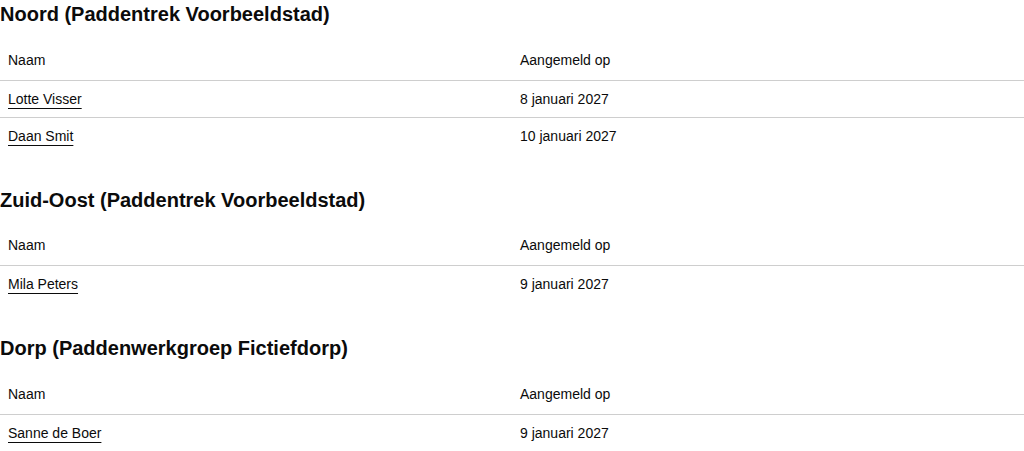 Noord (Paddentrek Voorbeeldstad)
Naam Aangemeld op
Lotte Visser 8 januari 2027
Daan Smit 10 januari 2027
Zuid-Oost (Paddentrek Voorbeeldstad)
Naam Aangemeld op
Mila Peters 9 januari 2027
Dorp (Paddenwerkgroep Fictiefdorp)
Naam Aangemeld op
Sanne de Boer 9 januari 2027